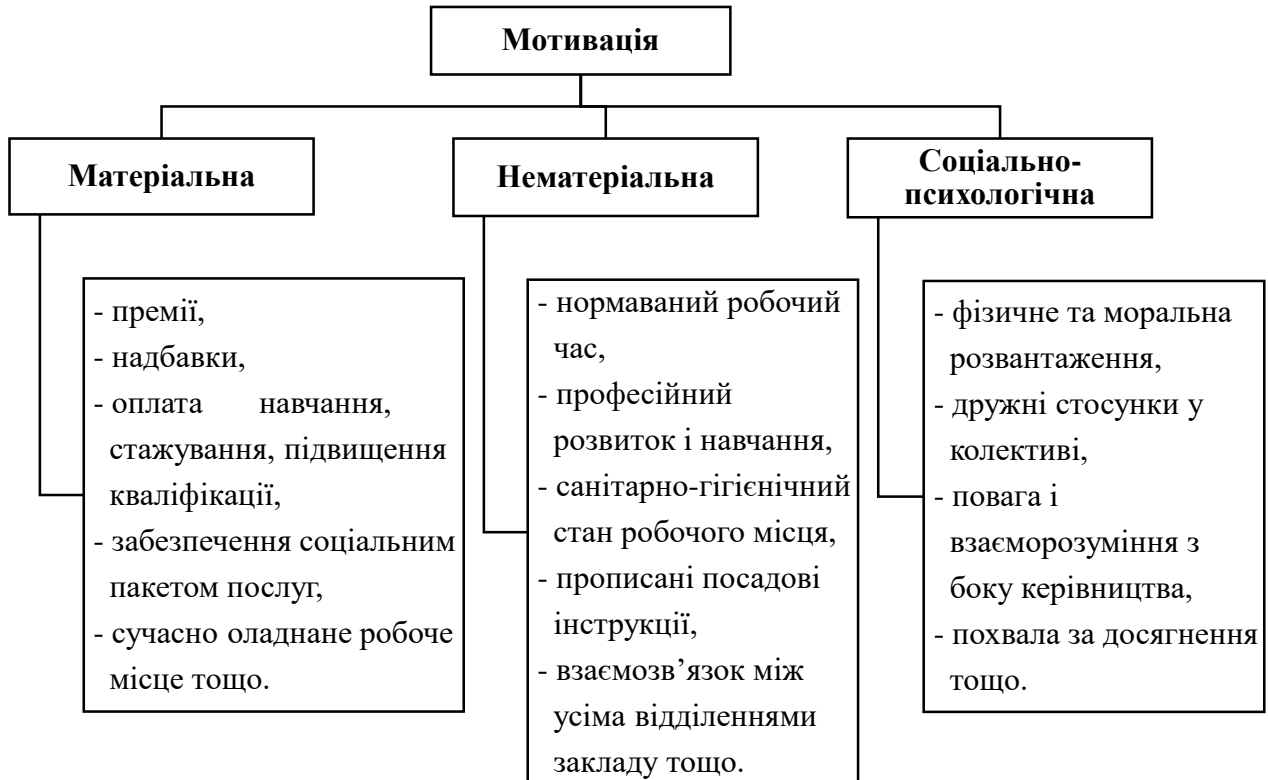 Мотивація
Матеріальна
Нематеріальна
Соціально-
психологічна
- премії,
- надбавки,
- оплата навчання,
стажування, підвищення
кваліфікації,
- забезпечення соціальним
пакетом послуг,
- сучасно оладнане робоче
місце тощо.
- нормаваний робочий
час,
- професійний
розвиток і навчання,
- санітарно-гігієнічний
стан робочого місця,
- прописані посадові
інструкції,
- взаємозв’язок між
усіма відділеннями
закладу тощо.
- фізичне та моральна
розвантаження,
- дружні стосунки у
колективі,
- повага і
взаєморозуміння з
боку керівництва,
- похвала за досягнення
тощо.